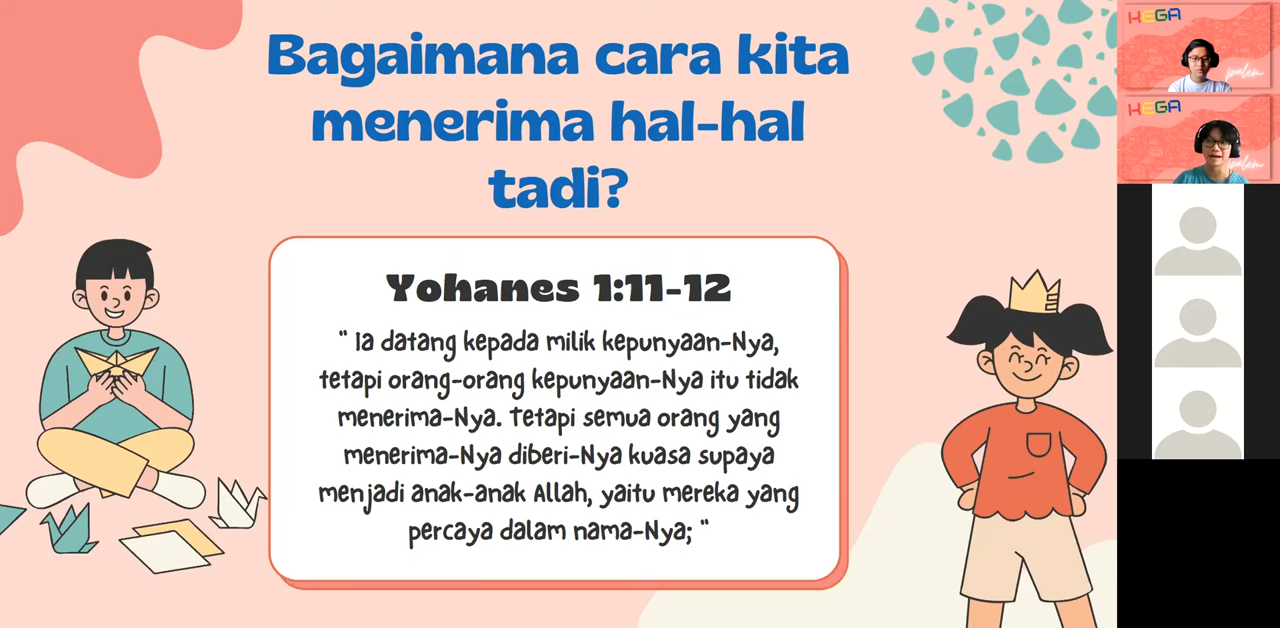 Bagaimana cara kita
menerima hal-hal
tadi?
Yohanes 1:11-12
" Ia datang kepada milik kepunyaan-Nya,
tetapi orang-orang kepunyaan-Nya itu tidak
menerima-Nya. Tetapi semua orang yang
menerima-Nya diberi-Nya kuasa supaya
menjadi anak-anak Allah, yaitu mereka yang
percaya dalam nama-Nya; "
KEGA
KEGA